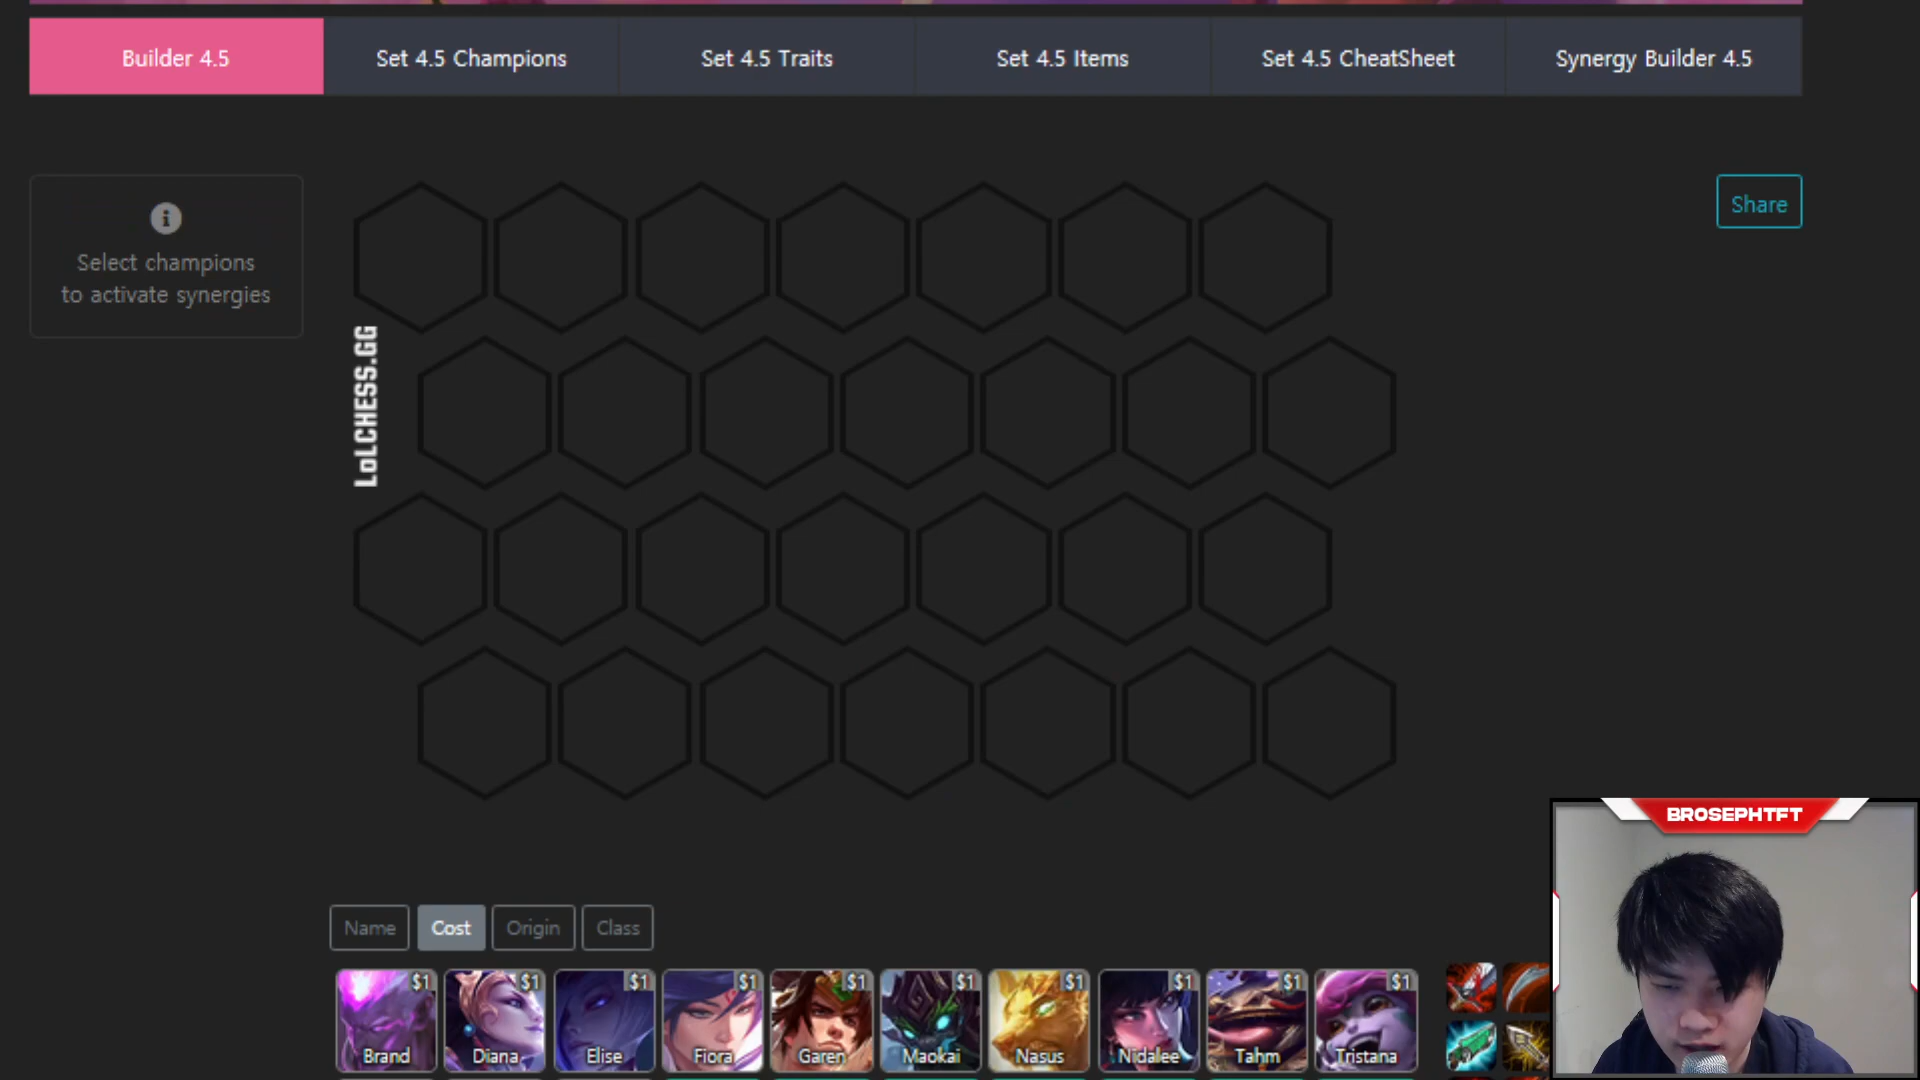 Builder 4.5
Set 4.5 Champions
Set 4.5 Traits
Set 4.5 Items
Set 4.5 CheatSheet
Synergy Builder 4.5
Select champions
to activate synergies
Share
LoLCHESS.GG
BROSEPHTFT
Name
Cost
Origin
Class
$1
$1
$1
$1
$1
$1
$1
$1
$1
$1
Brand
Diana
Elise
Fiora
Garen
Maokai
Nasus
Nidalee
Tahm
Tristana